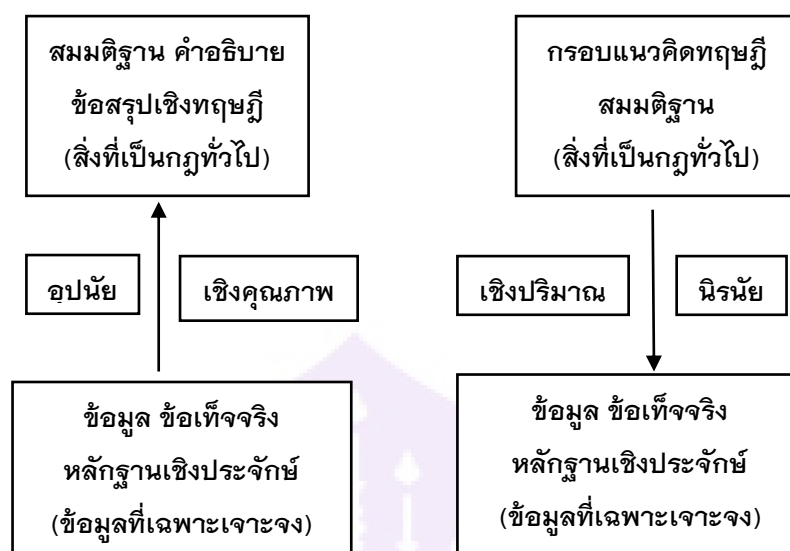 สมมติฐาน คำอธิบาย
ข้อสรุปเชิงทฤษฎี
(สิ่งที่เป็นกฎทั่วไป)
กรอบแนวคิดทฤษฎี
สมมติฐาน
(สิ่งที่เป็นกฎทั่วไป)
อุปนัย
เชิงคุณภาพ
เชิงปริมาณ
นิรนัย
ข้อมูล ข้อเท็จจริง
หลักฐานเชิงประจักษ์
(ข้อมูลที่เฉพาะเจาะจง)
ข้อมูล ข้อเท็จจริง
หลักฐานเชิงประจักษ์
(ข้อมูลที่เฉพาะเจาะจง)